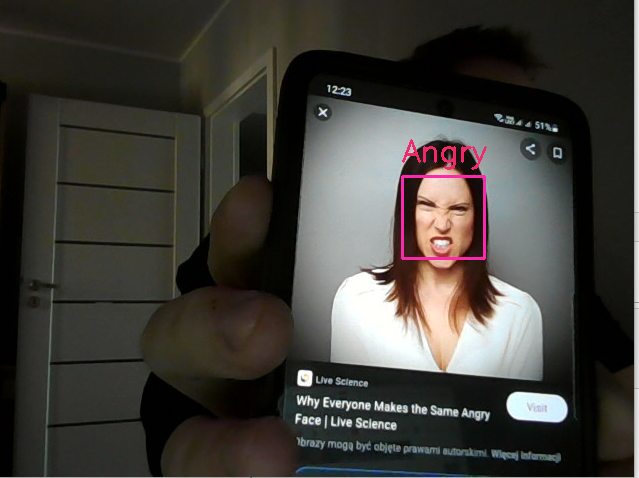 12:23
51%
Angry
Live Science
Why Everyone Makes the Same Angry
Face | Live Science
Visit
Obrazy mogą być objęte prawami autorskimi. Więcej informacji